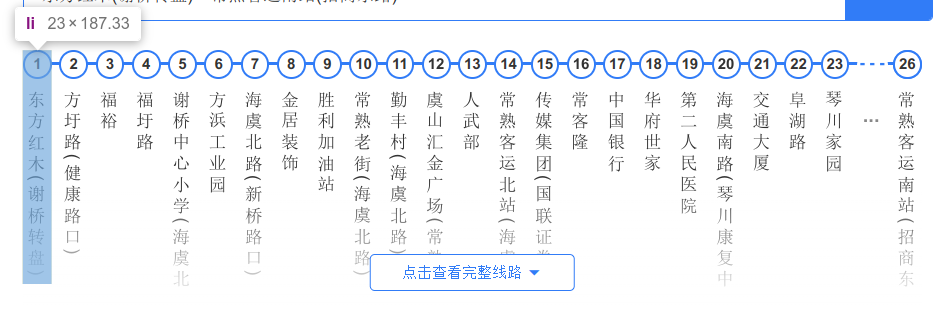 li 23 × 187.33
1 2 3 4 5 6 7 8 9 10 11 12 13 14 15 16 17 18 19 20 21 22 23 26
东方红木(谢桥转盘)
方圩路(健康路口)
福裕
福圩路
谢桥中心小学(海虞北
方浜工业园
海虞北路(新桥路口)
金居装饰
胜利加油站
常熟老街(海虞北路)
勤丰村(海虞北路)
虞山汇金广场(常
人武部
常熟客运北站(海
传媒集团(国联证
常客隆
中国银行
华府世家
第二人民医院
海虞南路(琴川康复中
交通大厦
阜湖路
琴川家园
...
常熟客运南站(招商东
点击查看完整线路